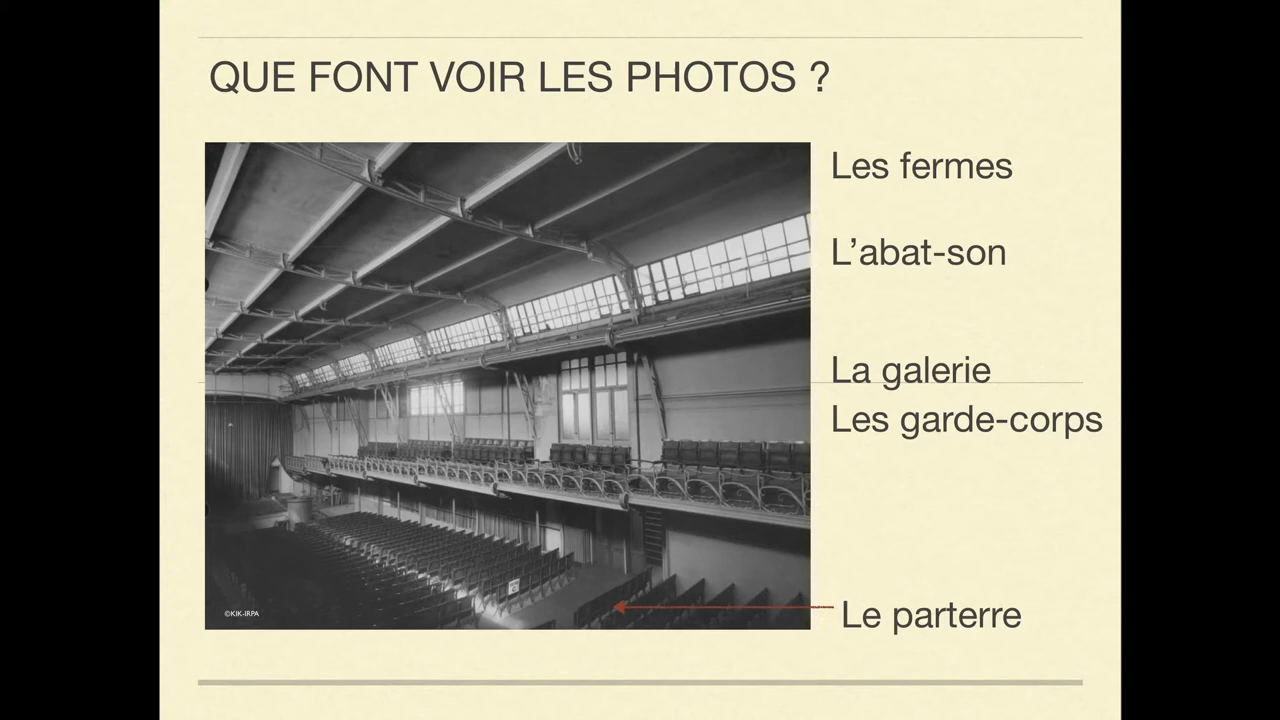 QUE FONT VOIR LES PHOTOS ?
Les fermes
L’abat-son
La galerie
Les garde-corps
Le parterre
©KIK-IRPA